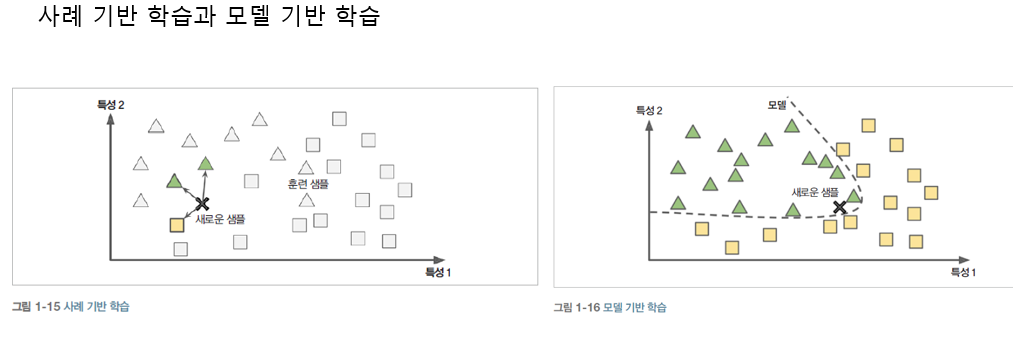 사례 기반 학습과 모델 기반 학습
특성 2
훈련 샘플
새로운 샘플
특성 1
그림 1-15 사례 기반 학습
모델
특성 2
새로운 샘플
특성 1
그림 1-16 모델 기반 학습